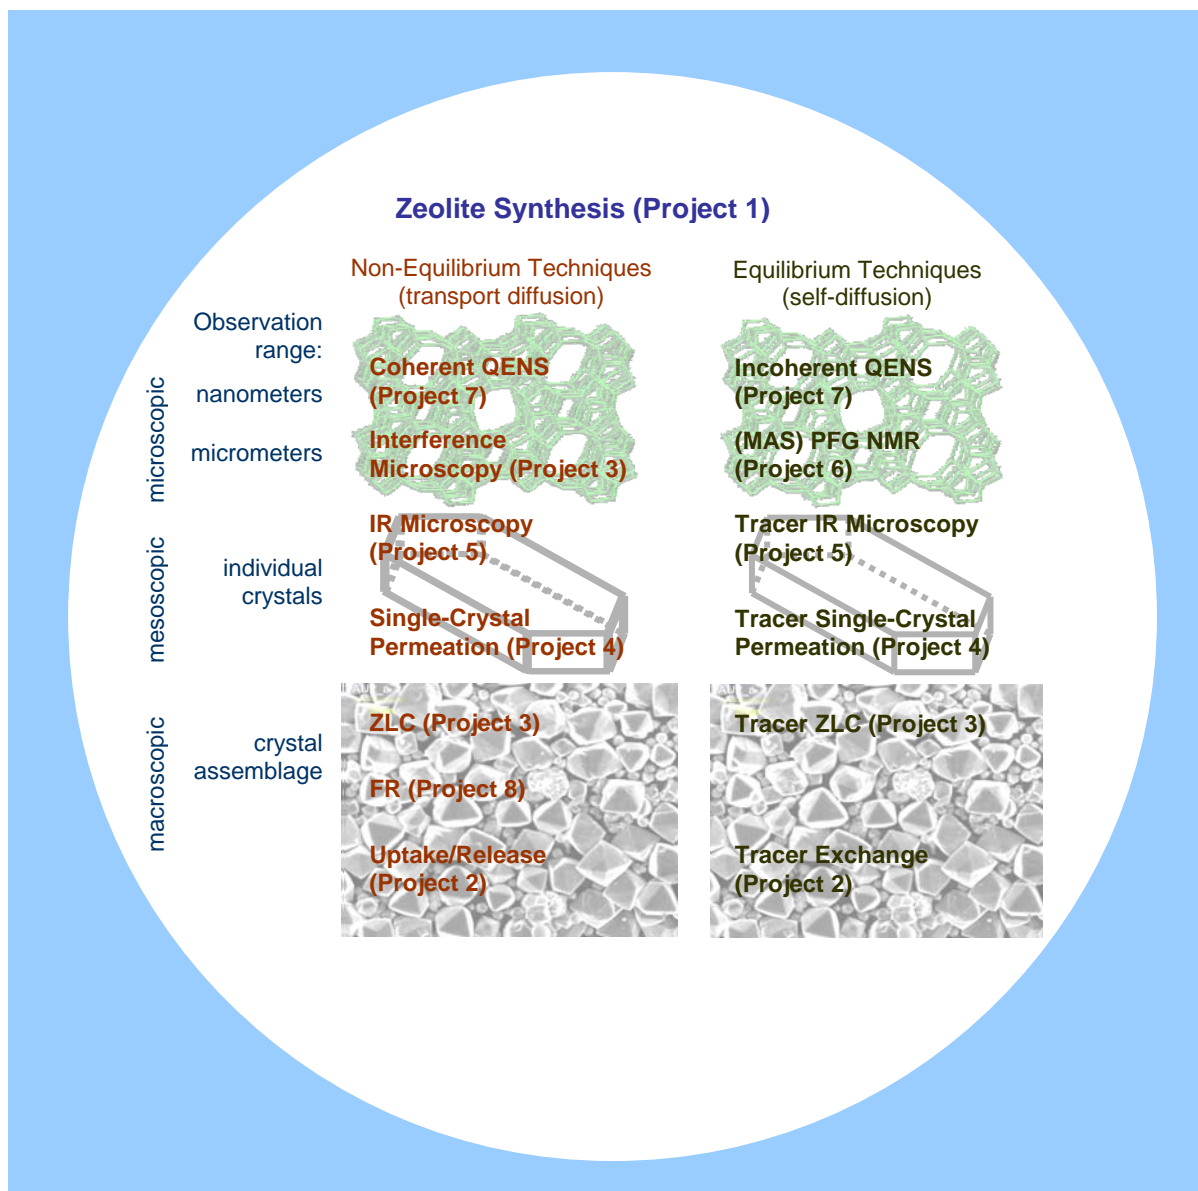 Zeolite Synthesis (Project 1)
Non-Equilibrium Techniques
(transport diffusion)
Equilibrium Techniques
(self-diffusion)
Observation
range:
microscopic
nanometers
Coherent QENS
(Project 7)
Incoherent QENS
(Project 7)
micrometers
Interference
Microscopy (Project 3)
(MAS) PFG NMR
(Project 6)
mesoscopic
individual
crystals
IR Microscopy
(Project 5)
Tracer IR Microscopy
(Project 5)
Single-Crystal
Permeation (Project 4)
Tracer Single-Crystal
Permeation (Project 4)
macroscopic
crystal
assemblage
ZLC (Project 3)
Tracer ZLC (Project 3)
FR (Project 8)
Uptake/Release
(Project 2)
Tracer Exchange
(Project 2)